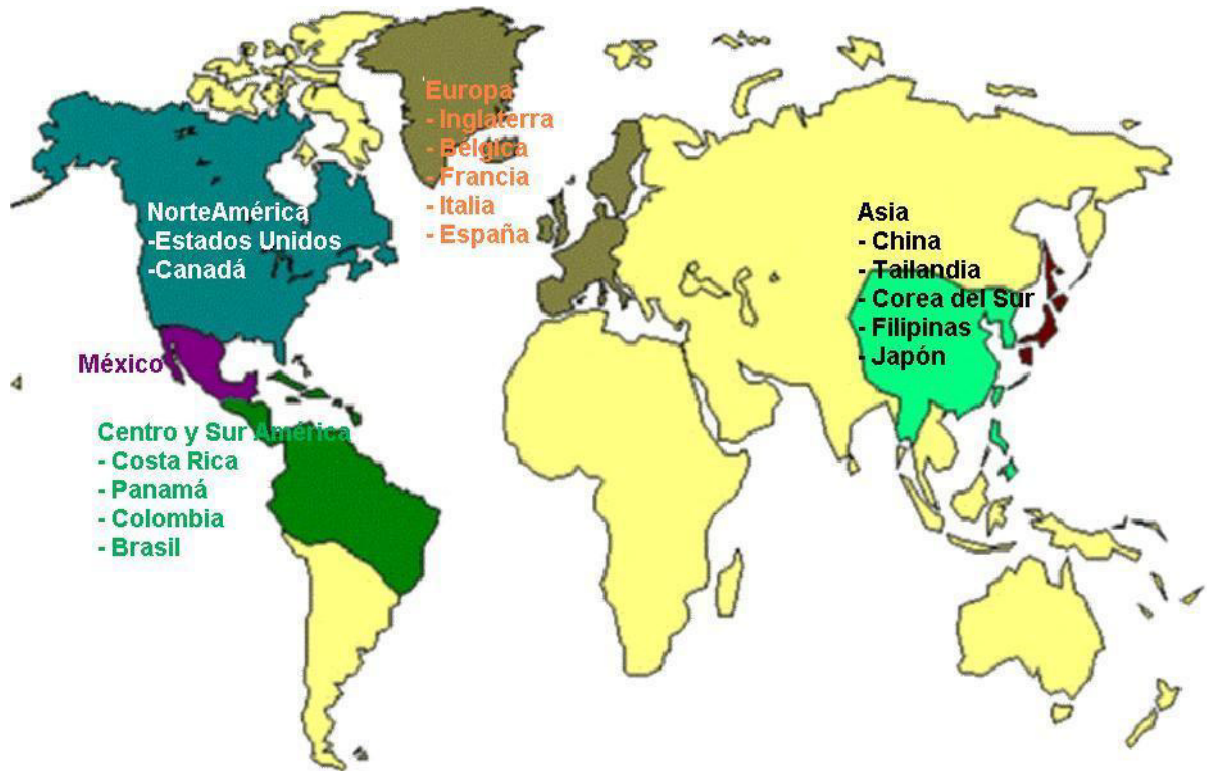 Europa
- Inglaterra
- Bélgica
- Francia
- Italia
- España
NorteAmérica
-Estados Unidos
-Canadá
Asia
- China
- Tailandia
- Corea del Sur
- Filipinas
- Japón
México
Centro y Sur América
- Costa Rica
- Panamá
- Colombia
- Brasil